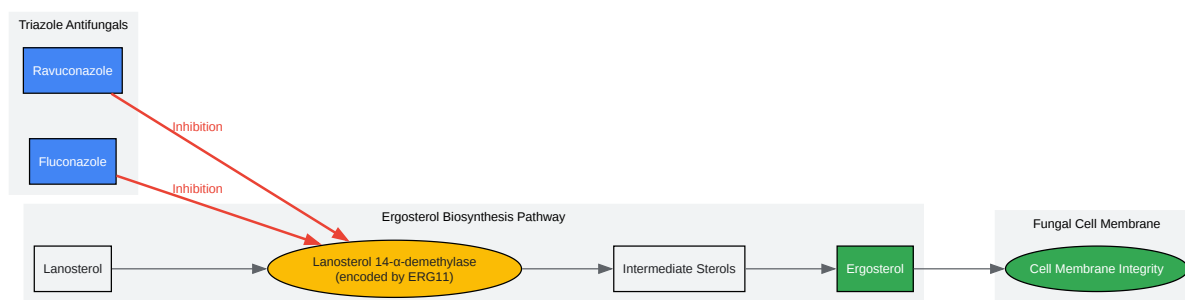 Triazole Antifungals
Ravuconazole
Inhibition
Fluconazole
Inhibition
Ergosterol Biosynthesis Pathway
Fungal Cell Membrane
Lanosterol
Lanosterol 14-α-demethylase
(encoded by ERG11)
Intermediate Sterols
Ergosterol
Cell Membrane Integrity